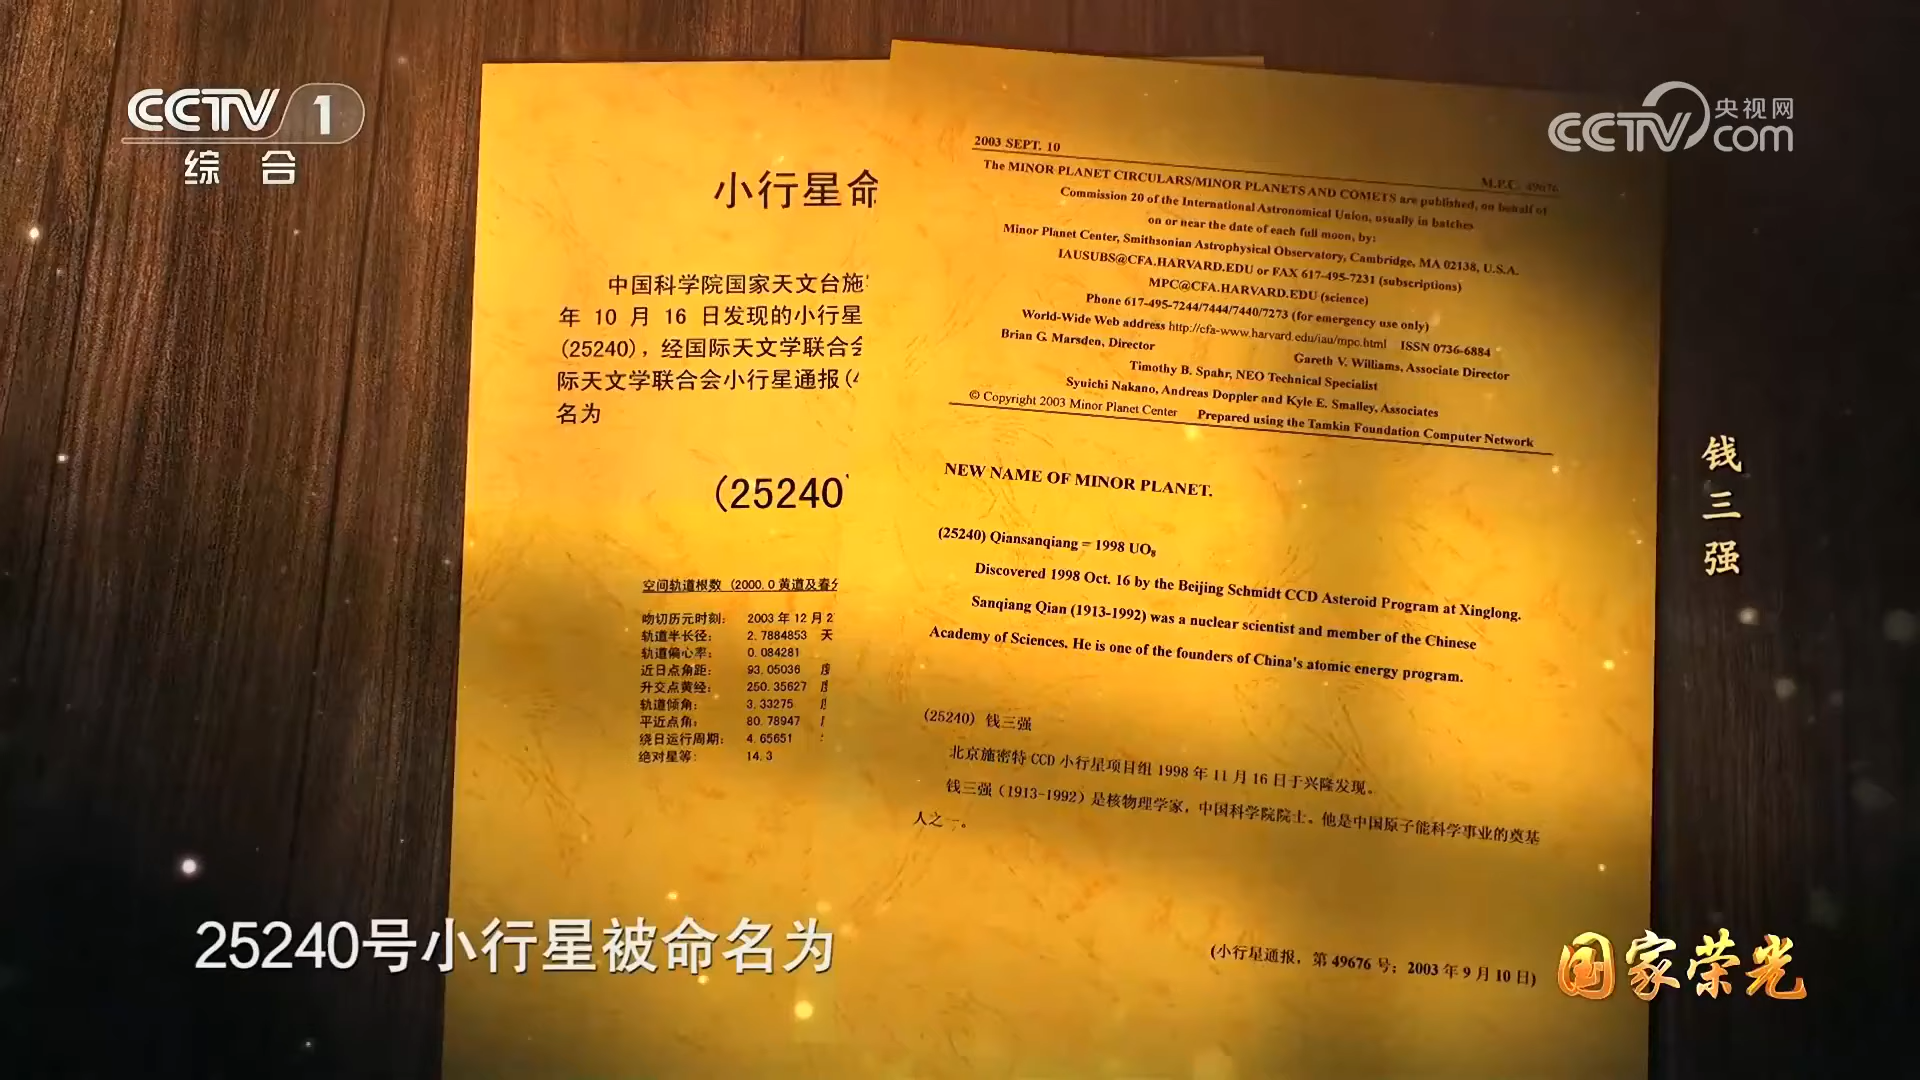 CCTV 1
综 合
央视网
CCTV.com
小行星命
中国科学院国家天文台施
年 10 月 16 日发现的小行星
(25240)，经国际天文学联合会
际天文学联合会小行星通报(4
名为
(25240
空间轨道根数 (2000.0 黄道及春分
吻切历元时刻： 2003 年 12 月 2
轨道半长径： 2.7884853 天
轨道偏心率： 0.084281
近日点角距： 93.05036 度
升交点黄经： 250.35627 度
轨道倾角： 3.33275 度
平近点角： 80.78947
绕日运行周期： 4.65651
绝对星等： 14.3
2003 SEPT. 10
M.P.C. 49676
The MINOR PLANET CIRCULARS/MINOR PLANETS AND COMETS are published, on behalf of
Commission 20 of the International Astronomical Union, usually in batches
on or near the date of each full moon, by:
Minor Planet Center, Smithsonian Astrophysical Observatory, Cambridge, MA 02138, U.S.A.
IAUSUBS@CFA.HARVARD.EDU or FAX 617-495-7231 (subscriptions)
MPC@CFA.HARVARD.EDU (science)
Phone 617-495-7244/7444/7440/7273 (for emergency use only)
World-Wide Web address http://cfa-www.harvard.edu/iau/mpc.html ISSN 0736-6884
Brian G. Marsden, Director Gareth V. Williams, Associate Director
Timothy B. Spahr, NEO Technical Specialist
Syuichi Nakano, Andreas Doppler and Kyle E. Smalley, Associates
© Copyright 2003 Minor Planet Center Prepared using the Tamkin Foundation Computer Network
NEW NAME OF MINOR PLANET.
(25240) Qiansanqiang = 1998 UO₈
Discovered 1998 Oct. 16 by the Beijing Schmidt CCD Asteroid Program at Xinglong.
Sanqiang Qian (1913-1992) was a nuclear scientist and member of the Chinese
Academy of Sciences. He is one of the founders of China's atomic energy program.
(25240) 钱三强
北京施密特 CCD 小行星项目组 1998 年 11 月 16 日于兴隆发现。
钱三强（1913-1992）是核物理学家，中国科学院院士。他是中国原子能科学事业的奠基
人之一。
(小行星通报，第 49676 号；2003 年 9 月 10 日)
钱三强
25240号小行星被命名为
国家荣光